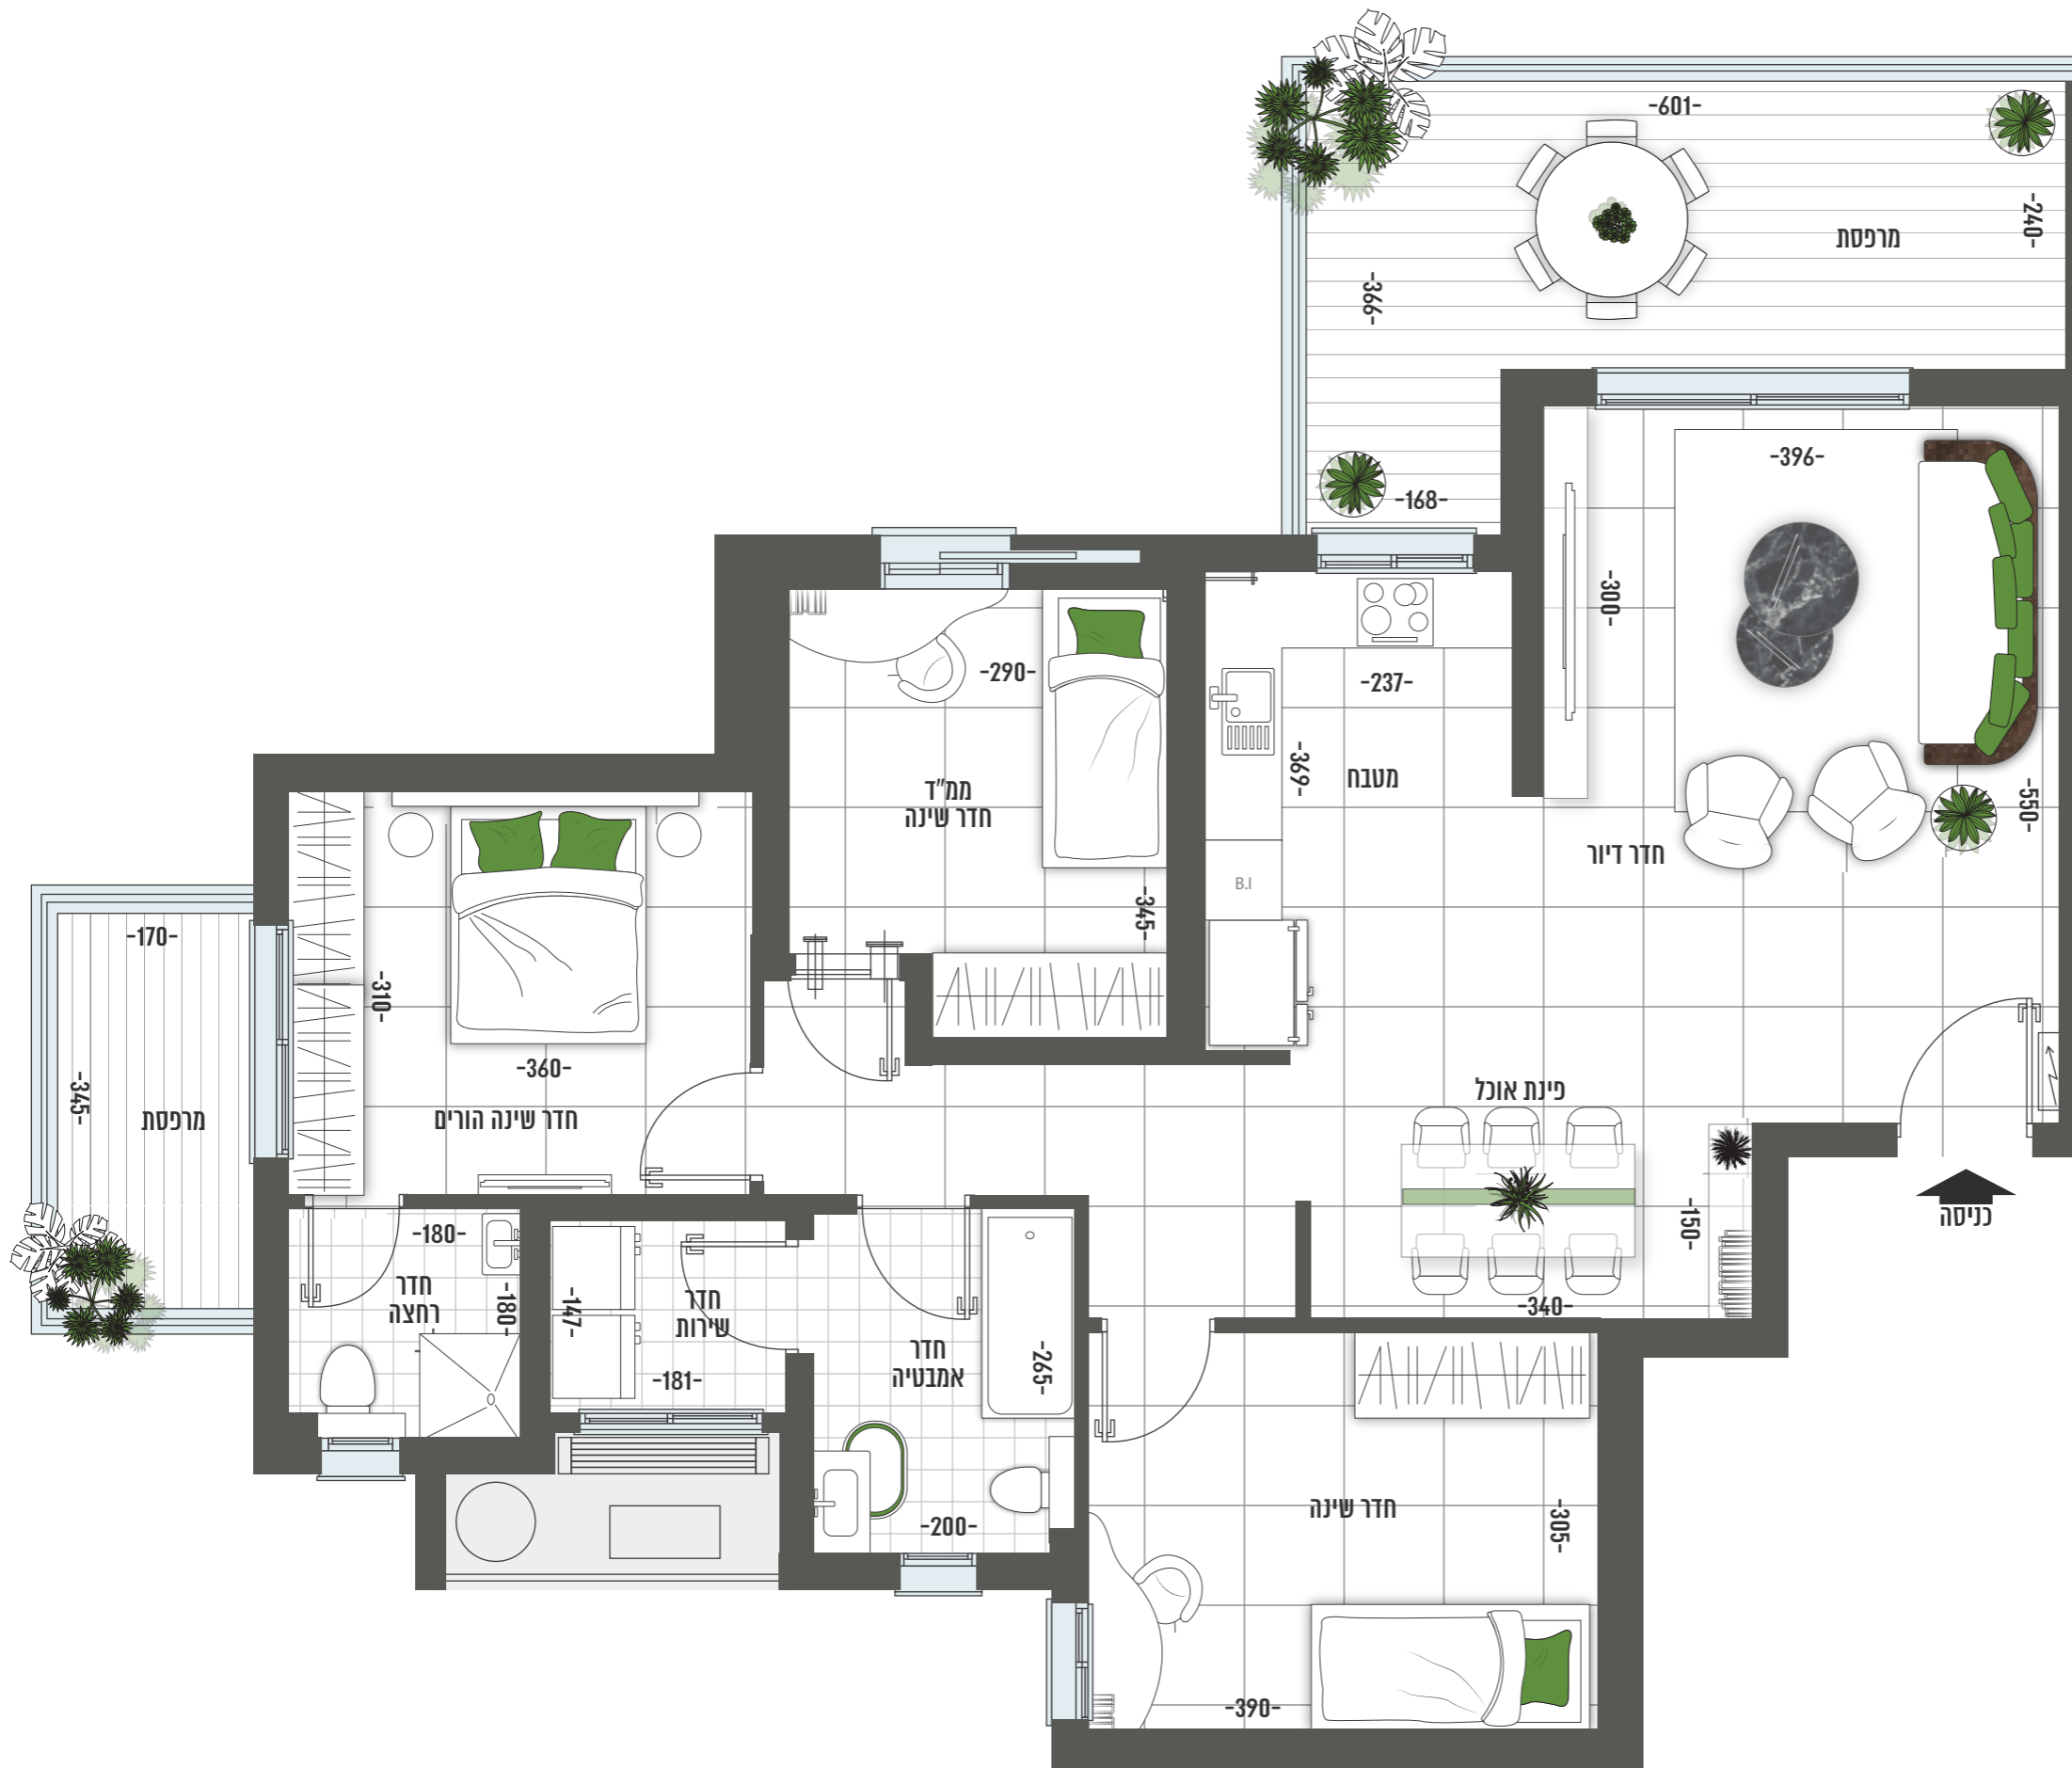 -601-
-240-
מרפסת
-366-
-168-
-396-
-300-
-550-
חדר דיור
-237-
-369-
מטבח
B.I
-290-
ממ"ד
חדר שינה
-345-
-310-
-360-
חדר שינה הורים
-170-
-345-
מרפסת
פינת אוכל
-150-
-340-
כניסה
-180-
-180-
חדר
רחצה
-147-
חדר
שירות
-181-
חדר
אמבטיה
-265-
-200-
חדר שינה
-305-
-390-